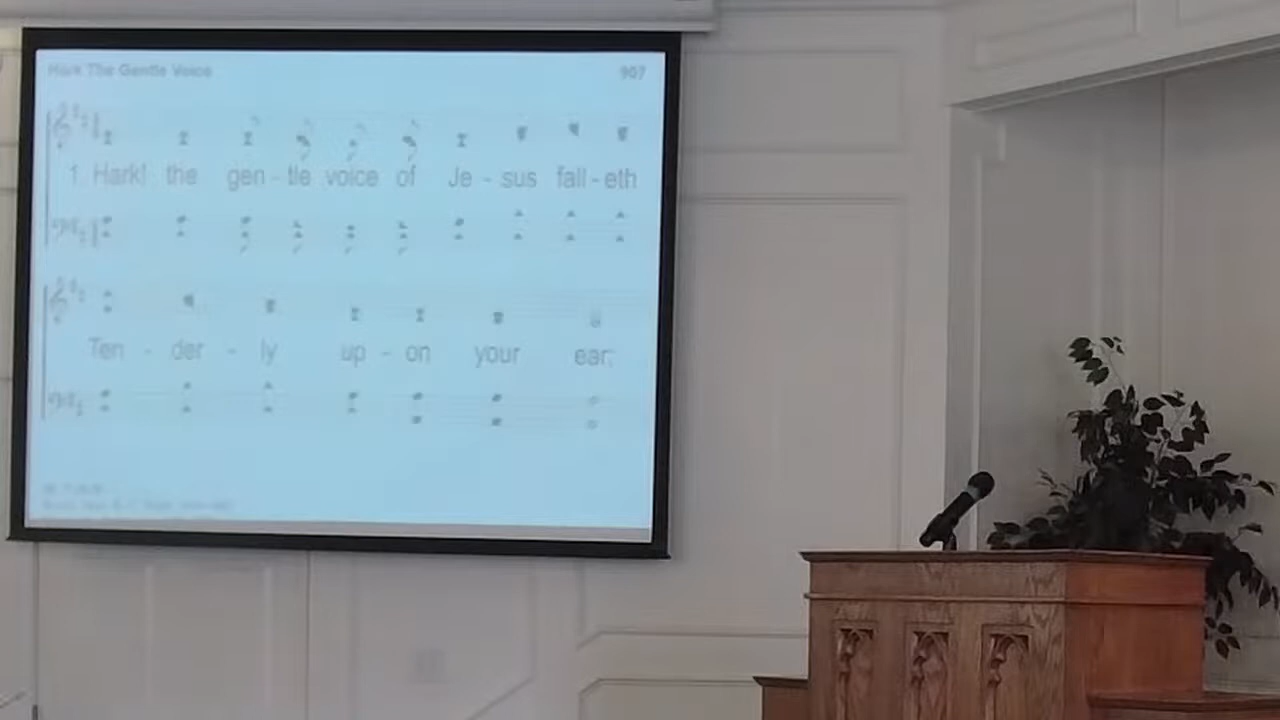 Hark The Gentle Voice 907
1 Hark! the gen - tle voice of Je - sus fall - eth
Ten - der - ly up - on your ear;